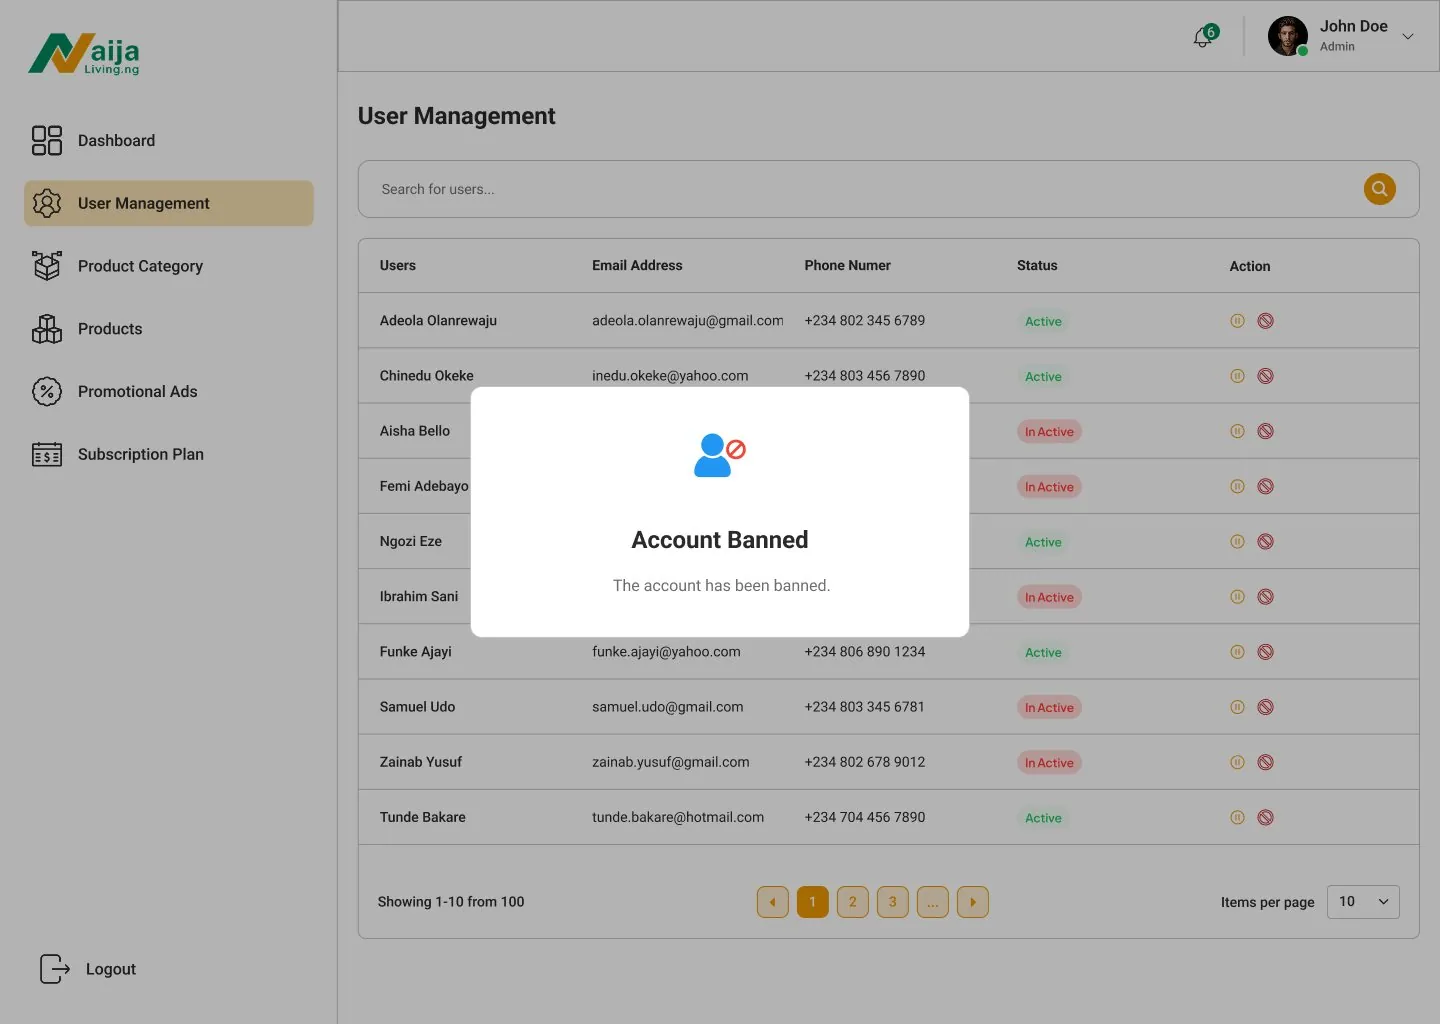 Naija
Living.ng
6
John Doe
Admin
Dashboard
User Management
Product Category
Products
Promotional Ads
Subscription Plan
Logout
User Management
Search for users...
Users Email Address Phone Numer Status Action
Adeola Olanrewaju adeola.olanrewaju@gmail.com +234 802 345 6789 Active
Chinedu Okeke inedu.okeke@yahoo.com +234 803 456 7890 Active
Aisha Bello In Active
Femi Adebayo In Active
Ngozi Eze Active
Ibrahim Sani In Active
Account Banned
The account has been banned.
Funke Ajayi funke.ajayi@yahoo.com +234 806 890 1234 Active
Samuel Udo samuel.udo@gmail.com +234 803 345 6781 In Active
Zainab Yusuf zainab.yusuf@gmail.com +234 802 678 9012 In Active
Tunde Bakare tunde.bakare@hotmail.com +234 704 456 7890 Active
Showing 1-10 from 100 1 2 3 ... Items per page 10